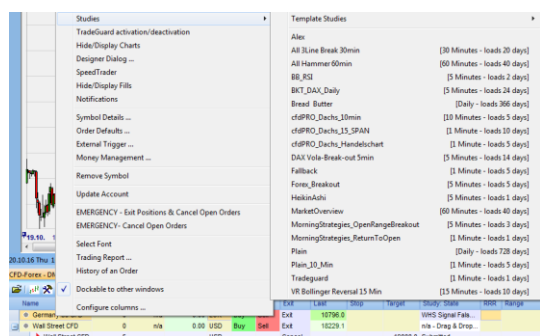 Studies
TradeGuard activation/deactivation
Hide/Display Charts
Designer Dialog ...
SpeedTrader
Hide/Display Fills
Notifications
Symbol Details ...
Order Defaults ...
External Trigger ...
Money Management ...
Remove Symbol
Update Account
EMERGENCY - Exit Positions & Cancel Open Orders
EMERGENCY- Cancel Open Orders
Select Font
Trading Report ...
History of an Order
Dockable to other windows
Configure columns ...
Template Studies
Alex
All 3Line Break 30min [30 Minutes - loads 20 days]
All Hammer 60min [60 Minutes - loads 40 days]
BB_RSI [5 Minutes - loads 2 days]
BKT_DAX_Daily [5 Minutes - loads 24 days]
Bread Butter [Daily - loads 366 days]
cfdPRO_Dachs_10min [10 Minutes - loads 5 days]
cfdPRO_Dachs_15_SPAN [1 Minute - loads 10 days]
cfdPRO_Dachs_Handelschart [1 Minute - loads 5 days]
DAX Vola-Break-out 5min [5 Minutes - loads 14 days]
Fallback [1 Minute - loads 5 days]
Forex_Breakout [5 Minutes - loads 5 days]
HeikinAshi [5 Minutes - loads 1 days]
MarketOverview [60 Minutes - loads 40 days]
MorningStrategies_OpenRangeBreakout [5 Minutes - loads 3 days]
MorningStrategies_ReturnToOpen [1 Minute - loads 1 days]
Plain [Daily - loads 728 days]
Plain_10_Min [1 Minute - loads 5 days]
Tradeguard [1 Minute - loads 1 days]
VR Bollinger Reversal 15 Min [15 Minutes - loads 10 days]
19.10.
20.10.16 Thu 1
CFD-Forex - D
Name Exit Last Stop Target Study: State RRR Range
German Exit 10796.0 WHS Signal Fals...
Wall Street CFD 0 n/a 0.00 USD Buy Sell Exit 18229.1 n/a - Drag & Drop...